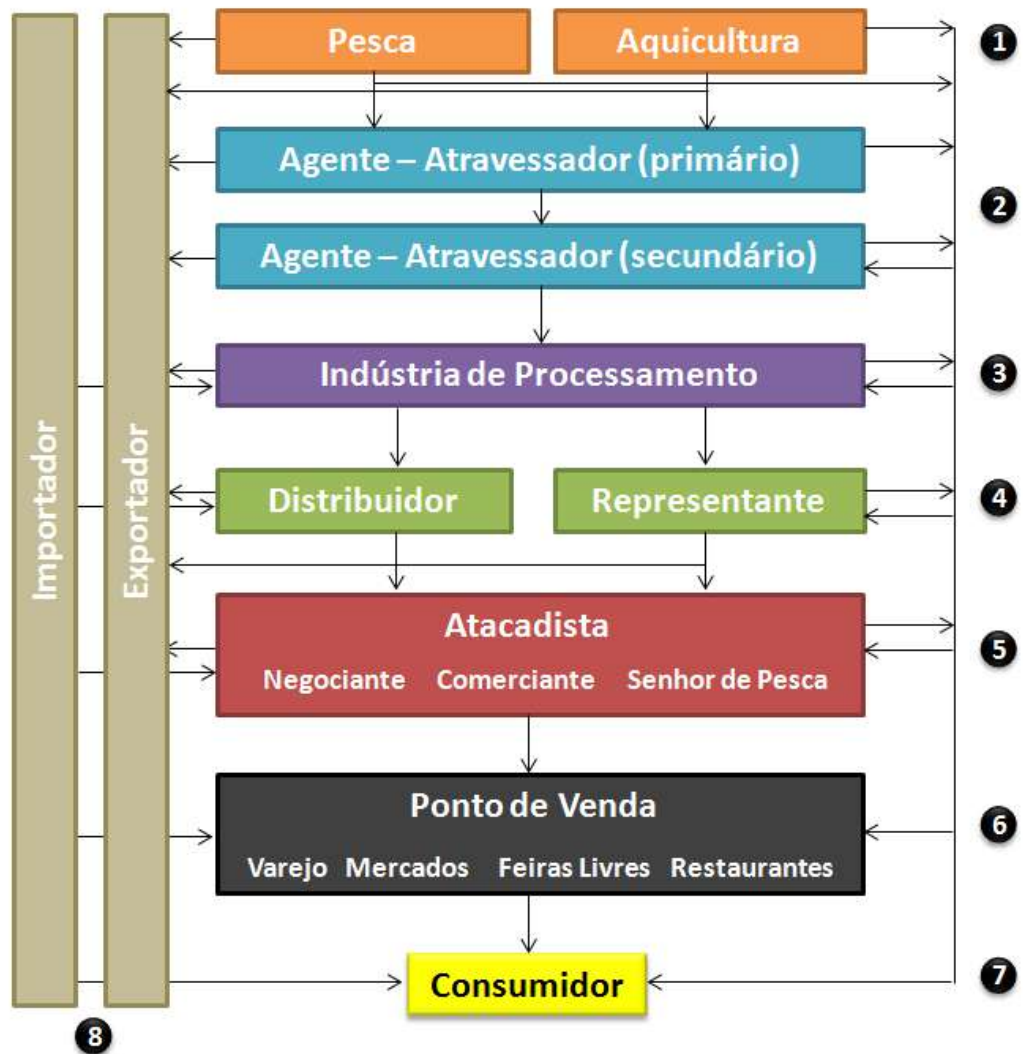 Pesca
Aquicultura
1
Agente – Atravessador (primário)
2
Agente – Atravessador (secundário)
Indústria de Processamento
3
Importador
Exportador
Distribuidor
Representante
4
Atacadista
Negociante Comerciante Senhor de Pesca
5
Ponto de Venda
6
Varejo Mercados Feiras Livres Restaurantes
Consumidor
7
8